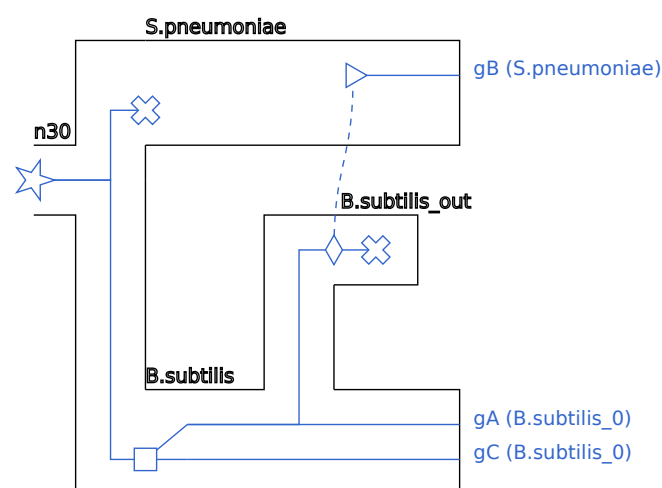 S.pneumoniae
gB (S.pneumoniae)
n30
B.subtilis_out
B.subtilis
gA (B.subtilis_0)
gC (B.subtilis_0)